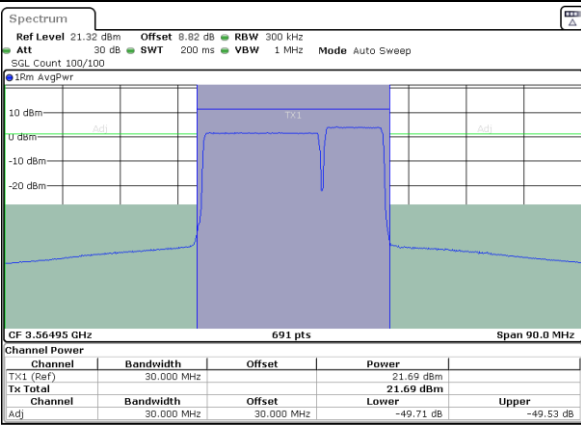 Spectrum
Ref Level 21.32 dBm Offset 8.82 dB RBW 300 kHz
Att 30 dB SWT 200 ms VBW 1 MHz Mode Auto Sweep
SGL Count 100/100
1Rm AvgPwr
10 dBm
TX1
Adj Adj
0 dBm
-10 dBm
-20 dBm
CF 3.56495 GHz 691 pts Span 90.0 MHz
Channel Power
Channel Bandwidth Offset Power
TX1 (Ref) 30.000 MHz 21.69 dBm
Tx Total 21.69 dBm
Channel Bandwidth Offset Lower Upper
Adj 30.000 MHz 30.000 MHz -49.71 dB -49.53 dB